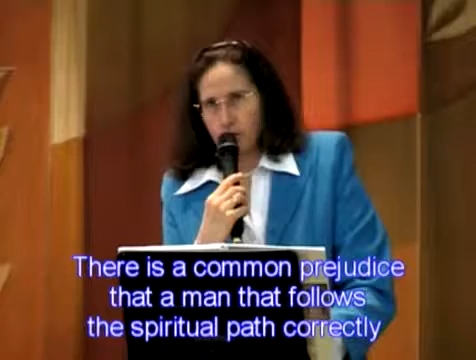 There is a common prejudice
that a man that follows
the spiritual path correctly